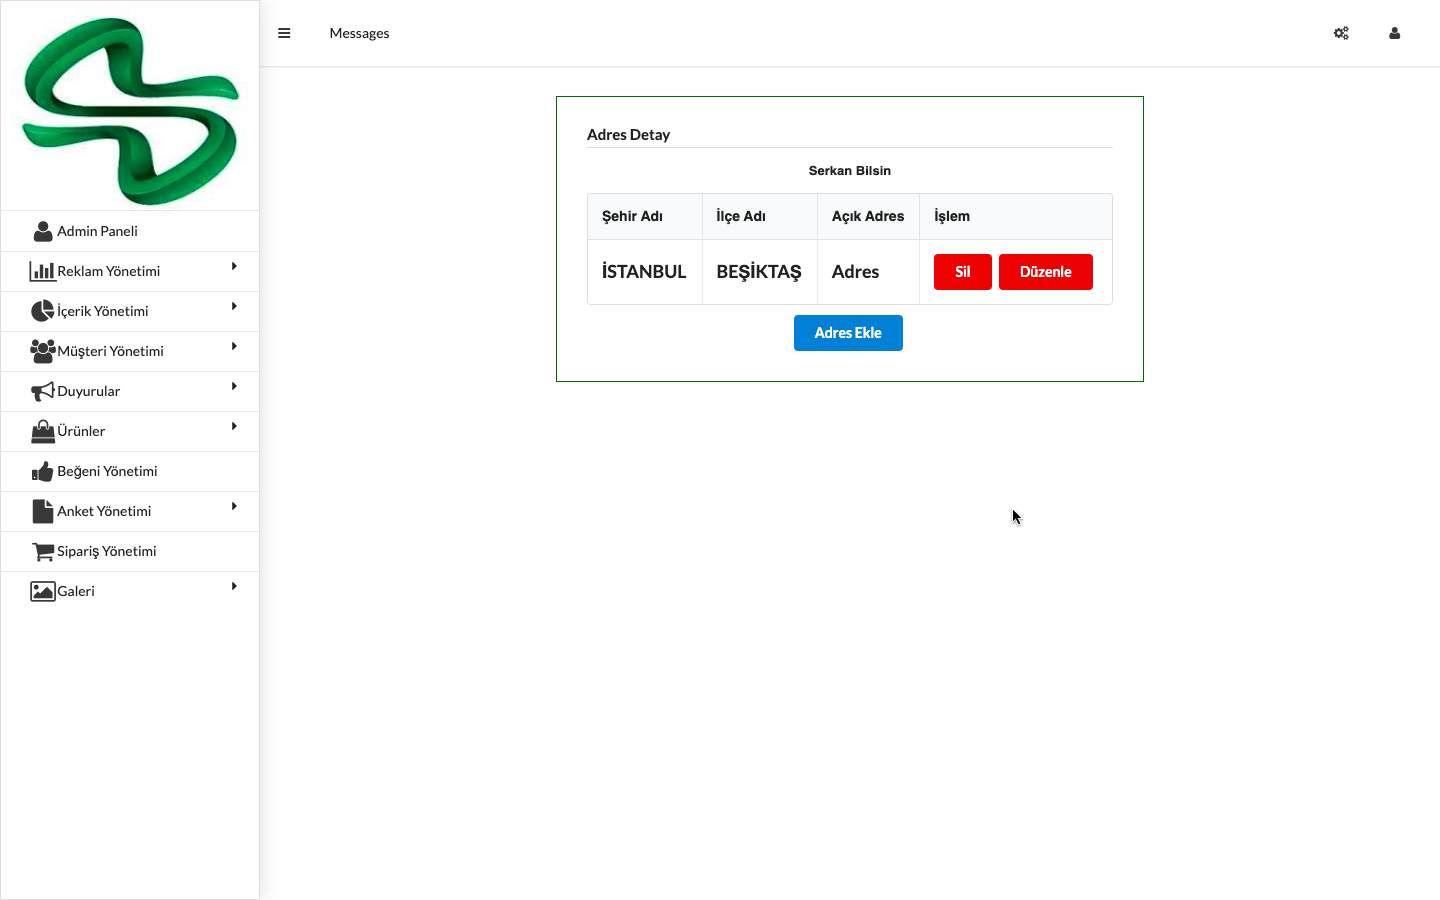 Messages
Admin Paneli
Reklam Yönetimi
İçerik Yönetimi
Müşteri Yönetimi
Duyurular
Ürünler
Beğeni Yönetimi
Anket Yönetimi
Sipariş Yönetimi
Galeri
Adres Detay
Serkan Bilsin
Şehir Adı İlçe Adı Açık Adres İşlem
İSTANBUL BEŞİKTAŞ Adres Sil Düzenle
Adres Ekle